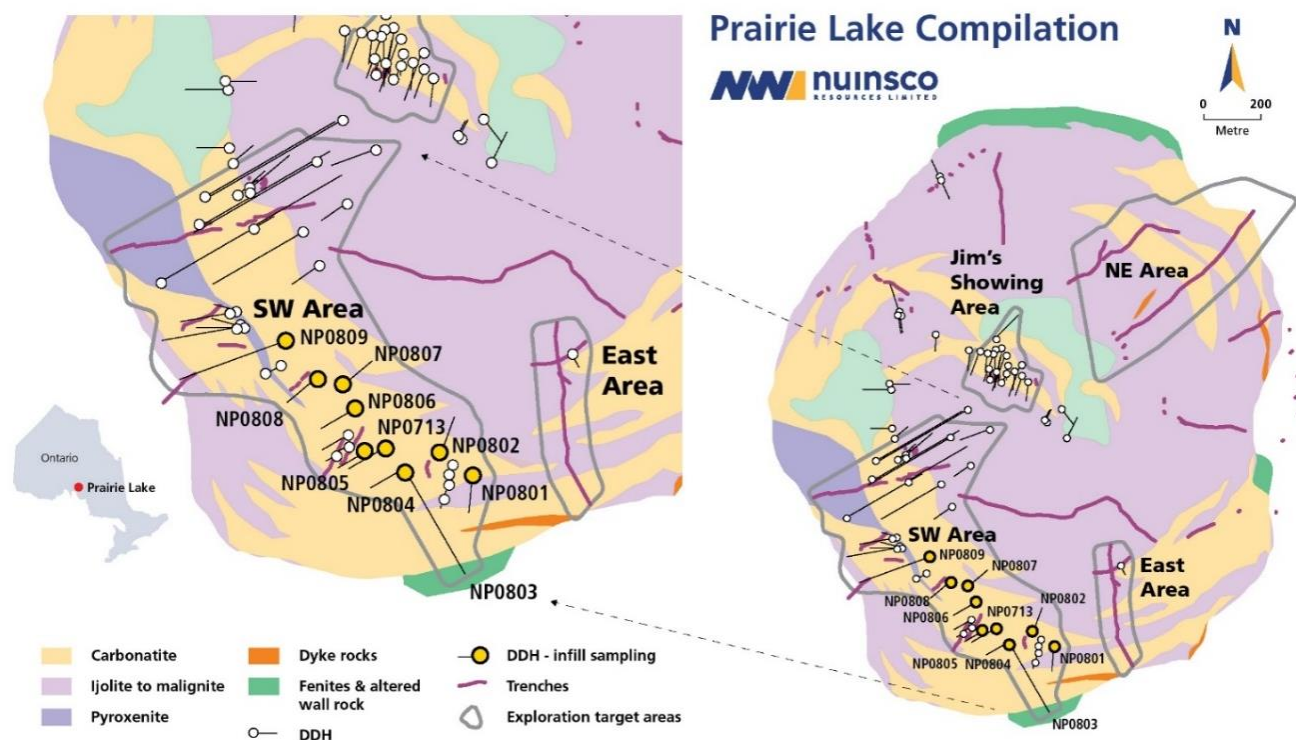 Prairie Lake Compilation
NW nuinsco
RESOURCES LIMITED
N
0 200
Metre
SW Area
NP0809
NP0807
NP0808
NP0806
NP0713
NP0802
NP0805
NP0804
NP0801
NP0803
East
Area
Ontario
Prairie Lake
Jim's
Showing
Area
NE Area
SW Area
NP0809
NP0807
NP0808
NP0806
NP0713
NP0802
NP0805
NP0804
NP0801
NP0803
East
Area
Carbonatite
Ijolite to malignite
Pyroxenite
Dyke rocks
Fenites & altered
wall rock
DDH
DDH - infill sampling
Trenches
Exploration target areas